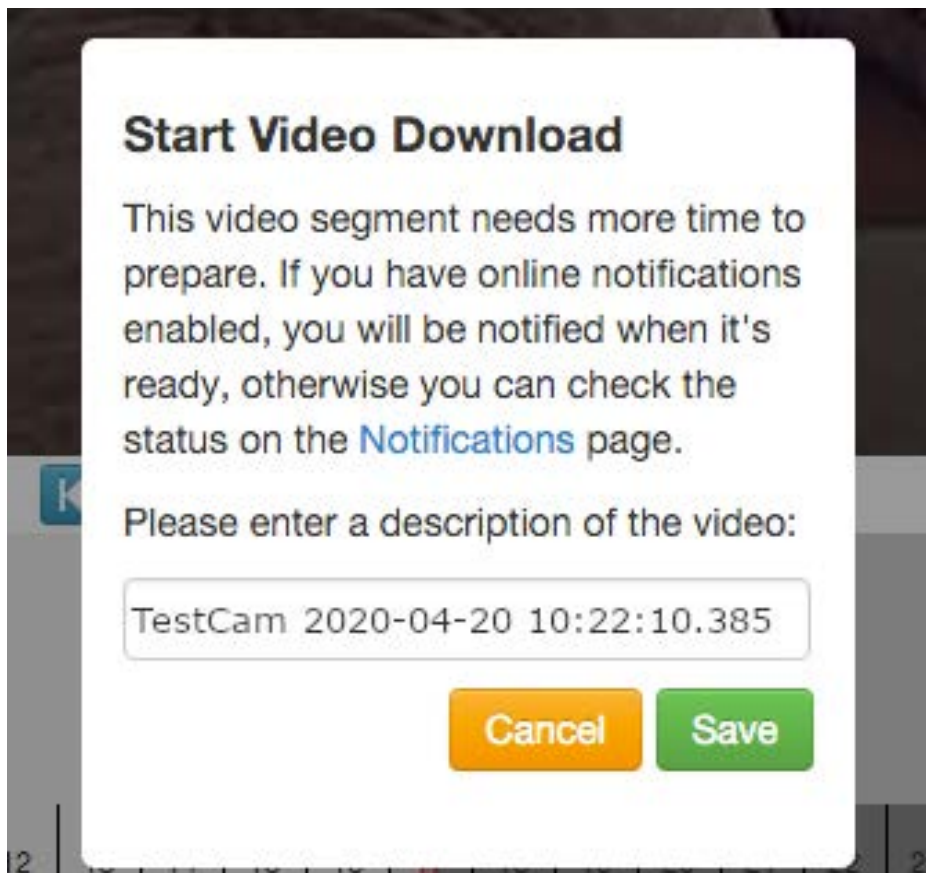 Start Video Download
This video segment needs more time to
prepare. If you have online notifications
enabled, you will be notified when it's
ready, otherwise you can check the
status on the Notifications page.
Please enter a description of the video:
TestCam 2020-04-20 10:22:10.385
Cancel Save
12